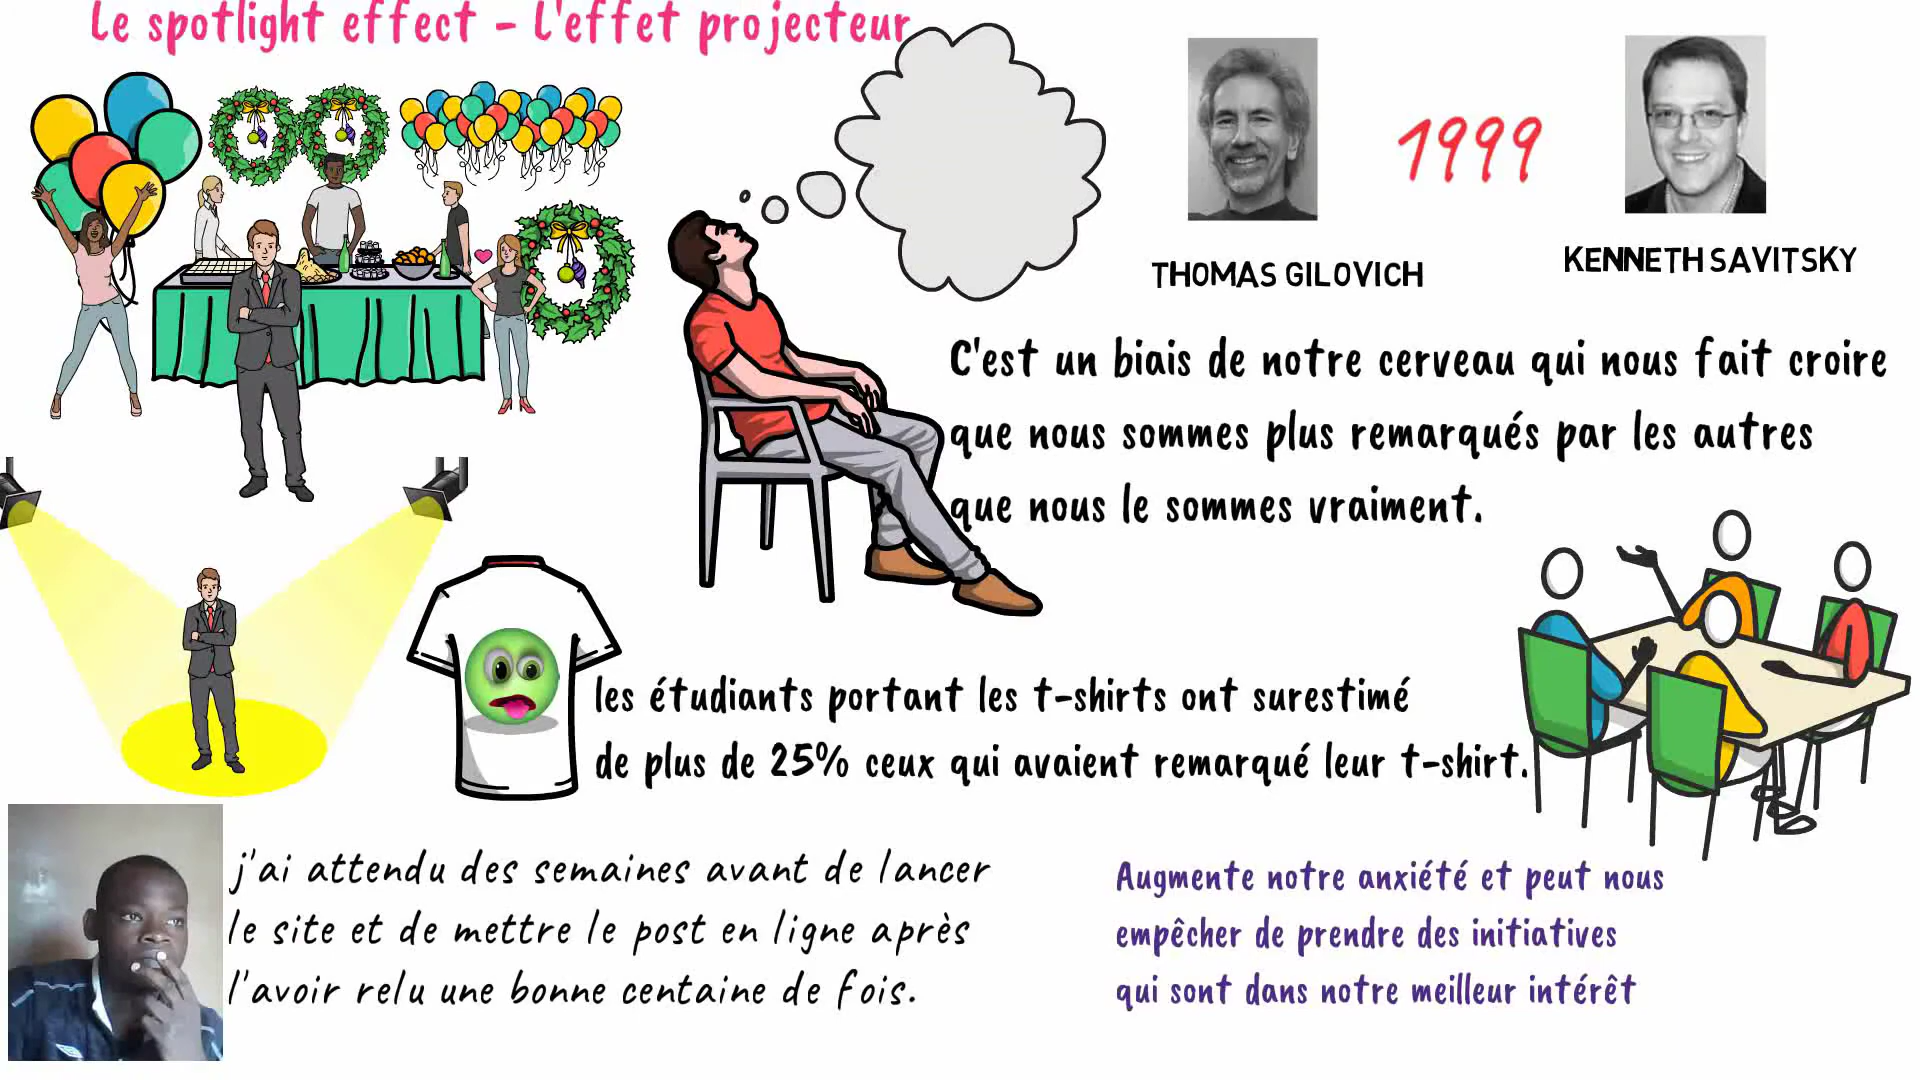 Le spotlight effect - L'effet projecteur
1999
THOMAS GILOVICH
KENNETH SAVITSKY
C'est un biais de notre cerveau qui nous fait croire
que nous sommes plus remarqués par les autres
que nous le sommes vraiment.
les étudiants portant les t-shirts ont surestimé
de plus de 25% ceux qui avaient remarqué leur t-shirt.
j'ai attendu des semaines avant de lancer
le site et de mettre le post en ligne après
l'avoir relu une bonne centaine de fois.
Augmente notre anxiété et peut nous
empêcher de prendre des initiatives
qui sont dans notre meilleur intérêt